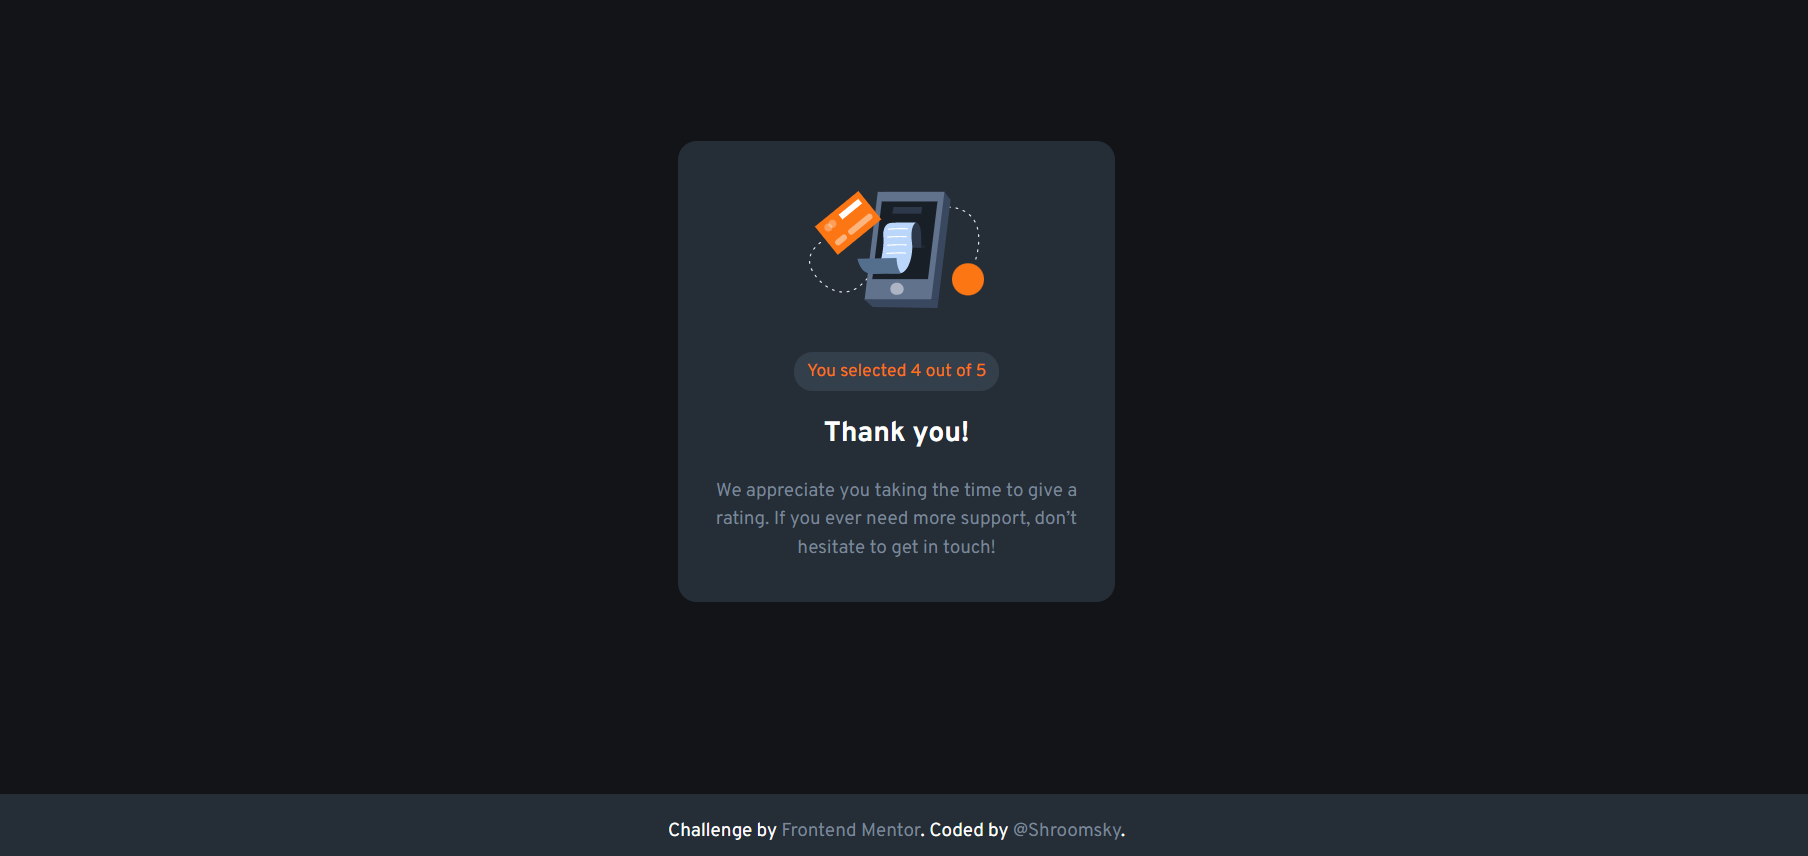 You selected 4 out of 5
Thank you!
We appreciate you taking the time to give a
rating. If you ever need more support, don’t
hesitate to get in touch!
Challenge by Frontend Mentor. Coded by @Shroomsky.